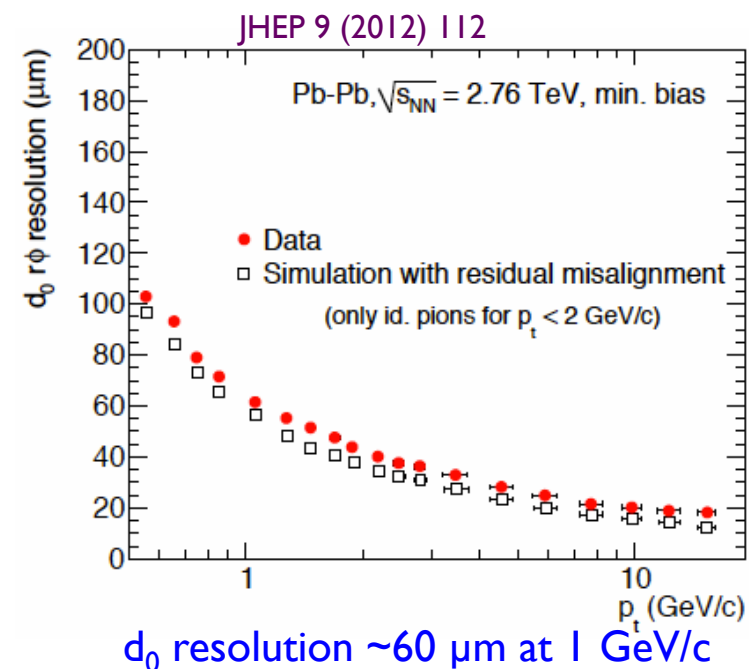 JHEP 9 (2012) 112
d₀ rϕ resolution (μm)
200
180
160
140
120
100
80
60
40
20
0
Pb-Pb, √sNN = 2.76 TeV, min. bias
Data
Simulation with residual misalignment
(only id. pions for pt < 2 GeV/c)
1
10
pt (GeV/c)
d₀ resolution ~60 μm at 1 GeV/c